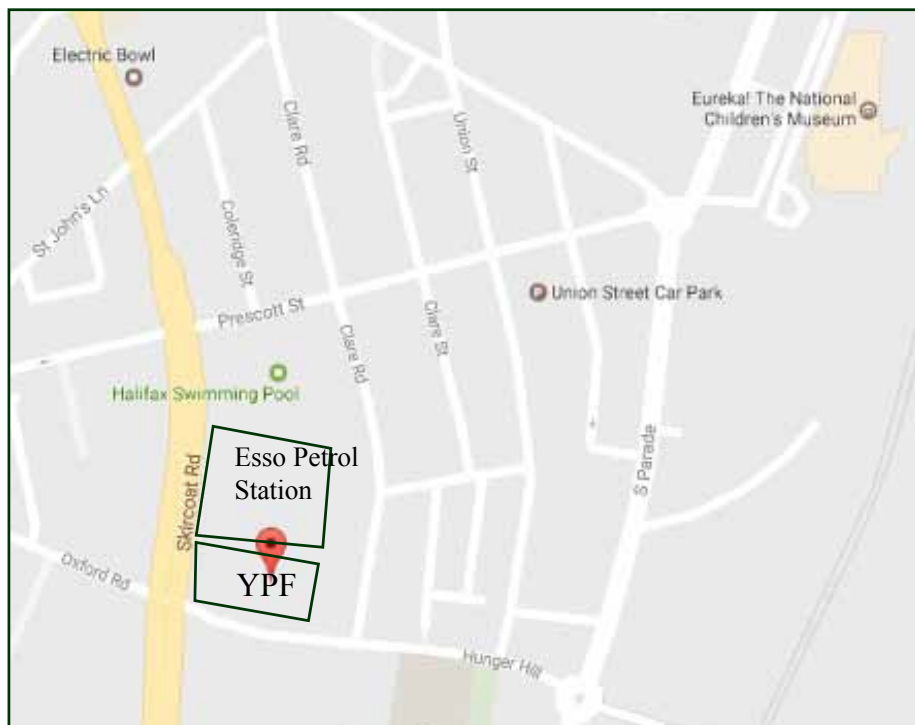 Electric Bowl
Eureka! The National
Children's Museum
Clare Rd
Union St
St John's Ln
Coleridge St
Prescott St
Union Street Car Park
Clare Rd
Clare St
Halifax Swimming Pool
Esso Petrol
Station
S Parade
Skircoat Rd
Oxford Rd
YPF
Hunger Hill